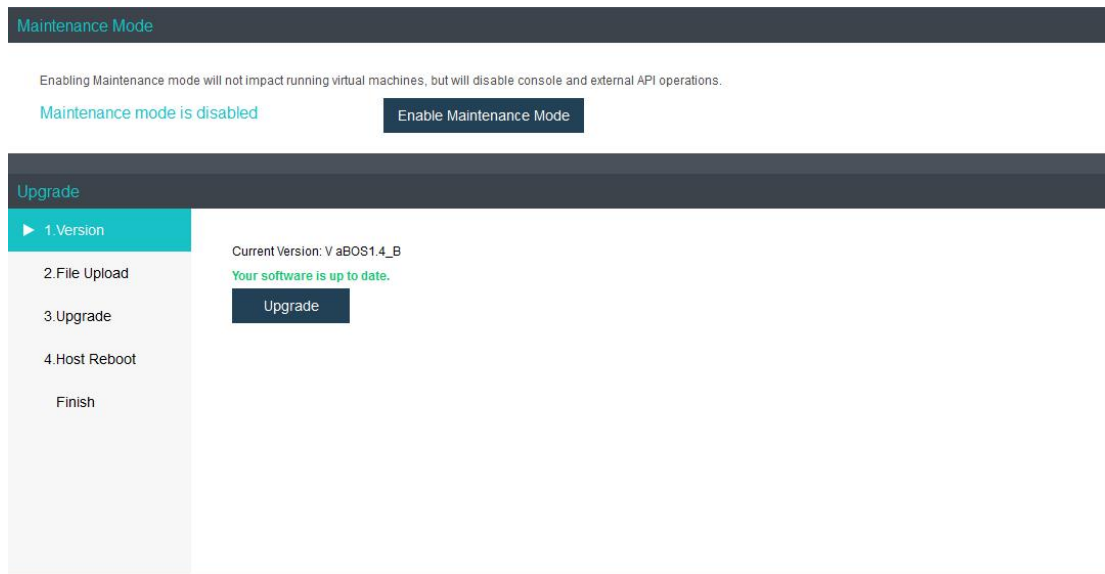 Maintenance Mode
Enabling Maintenance mode will not impact running virtual machines, but will disable console and external API operations.
Maintenance mode is disabled
Enable Maintenance Mode
Upgrade
1.Version
2.File Upload
3.Upgrade
4.Host Reboot
Finish
Current Version: V aBOS1.4_B
Your software is up to date.
Upgrade